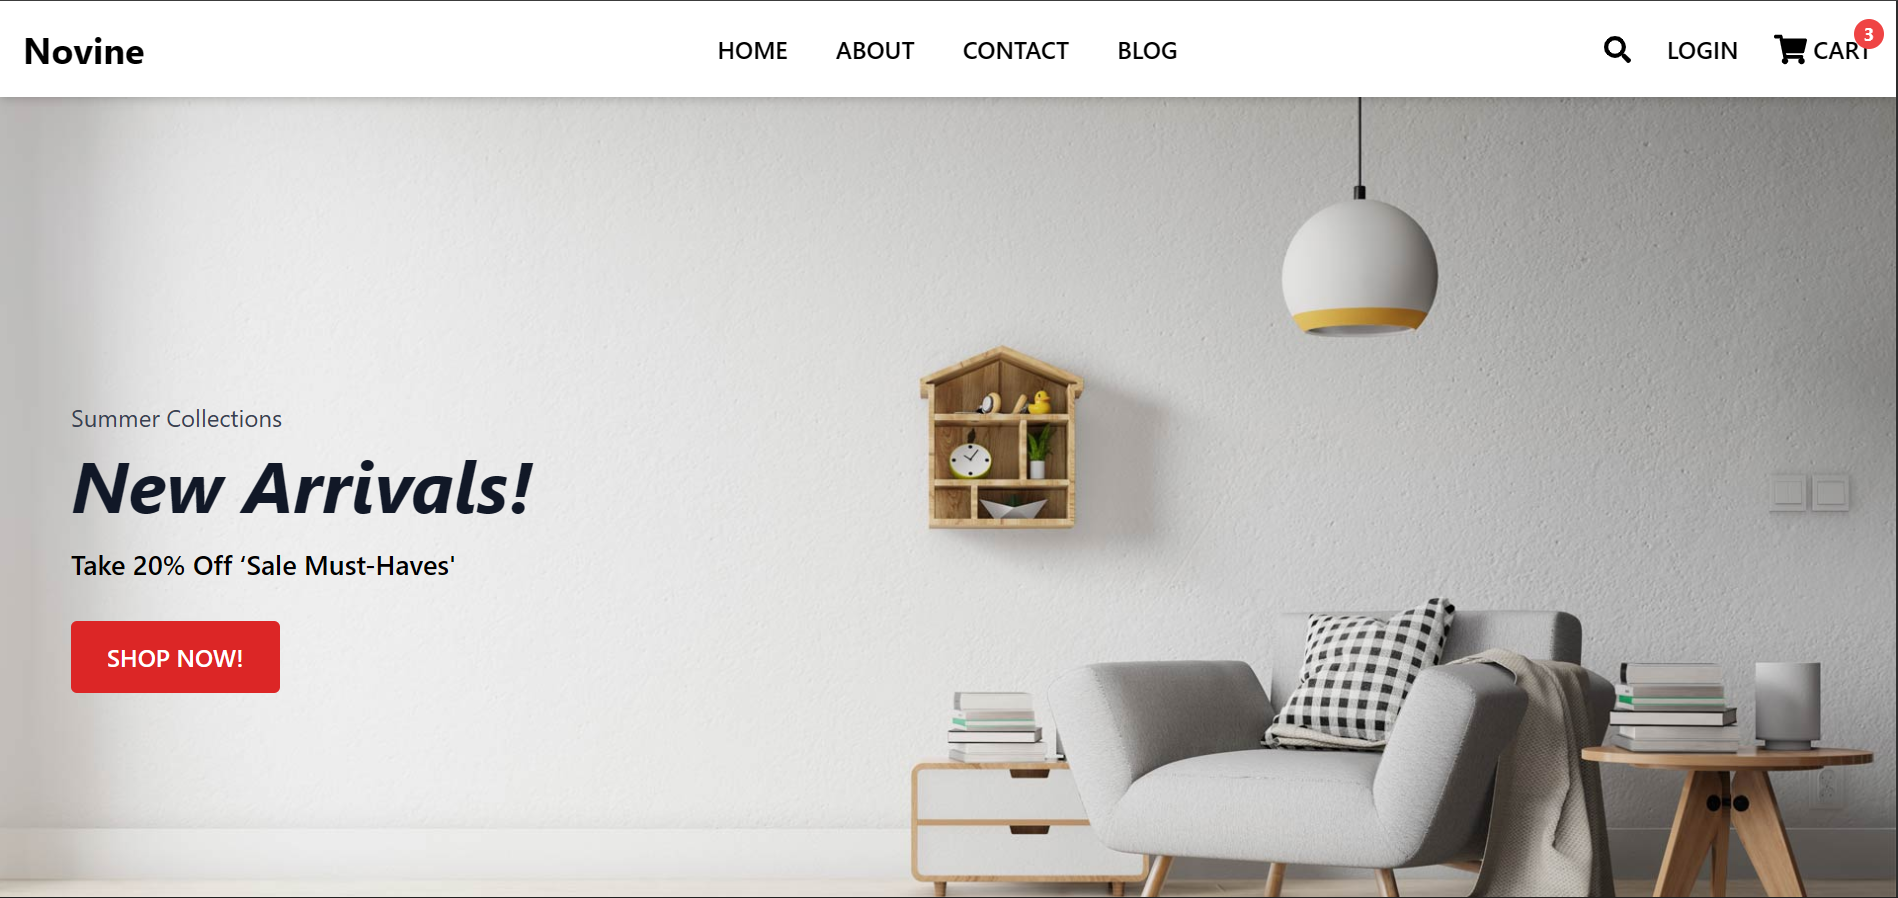 Novine
HOME ABOUT CONTACT BLOG
LOGIN CART 3
Summer Collections
New Arrivals!
Take 20% Off ‘Sale Must-Haves'
SHOP NOW!